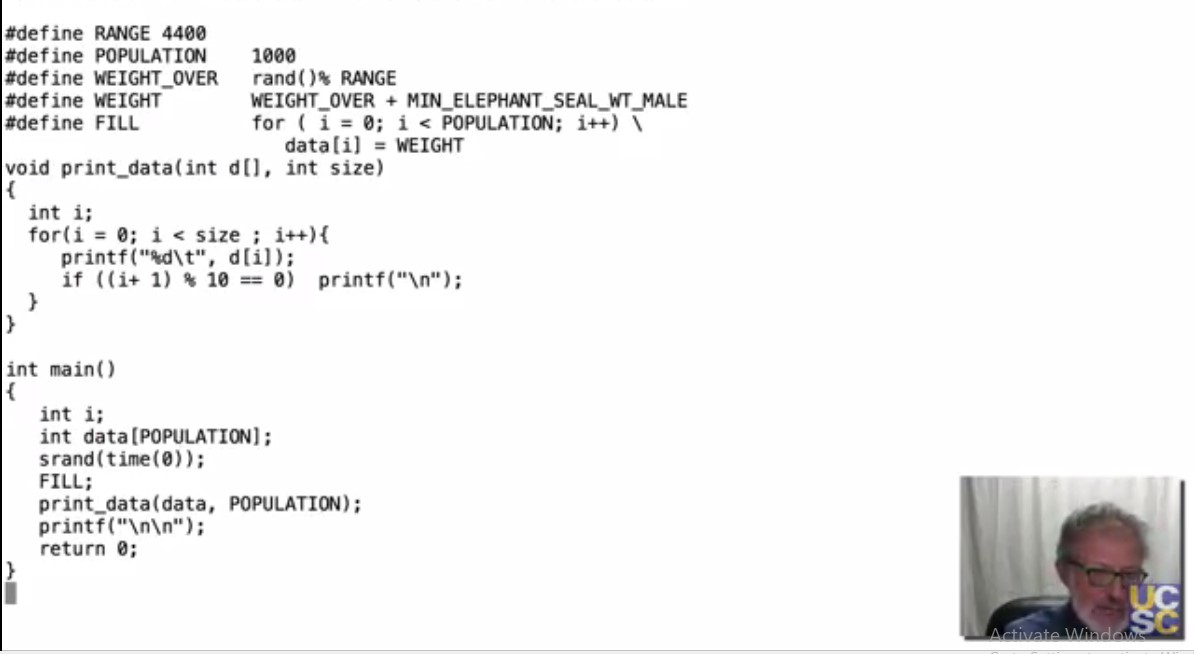 #define RANGE 4400
#define POPULATION    1000
#define WEIGHT_OVER   rand()% RANGE
#define WEIGHT        WEIGHT_OVER + MIN_ELEPHANT_SEAL_WT_MALE
#define FILL          for ( i = 0; i < POPULATION; i++) \
                         data[i] = WEIGHT
void print_data(int d[], int size)
{
  int i;
  for(i = 0; i < size ; i++){
     printf("%d\t", d[i]);
     if ((i+ 1) % 10 == 0)  printf("\n");
  }
}

int main()
{
   int i;
   int data[POPULATION];
   srand(time(0));
   FILL;
   print_data(data, POPULATION);
   printf("\n\n");
   return 0;
}
UC
SC
Activate Windows